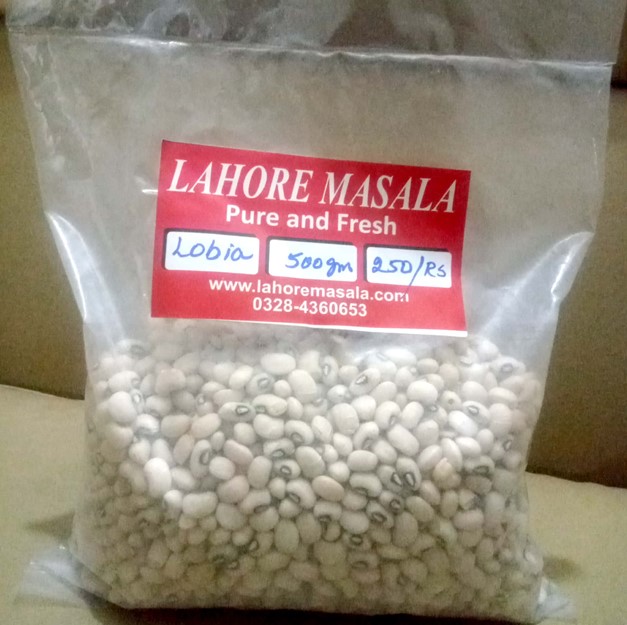 LAHORE MASALA
Pure and Fresh
Lobia 500gm 250/Rs
www.lahoremasala.com
0328-4360653